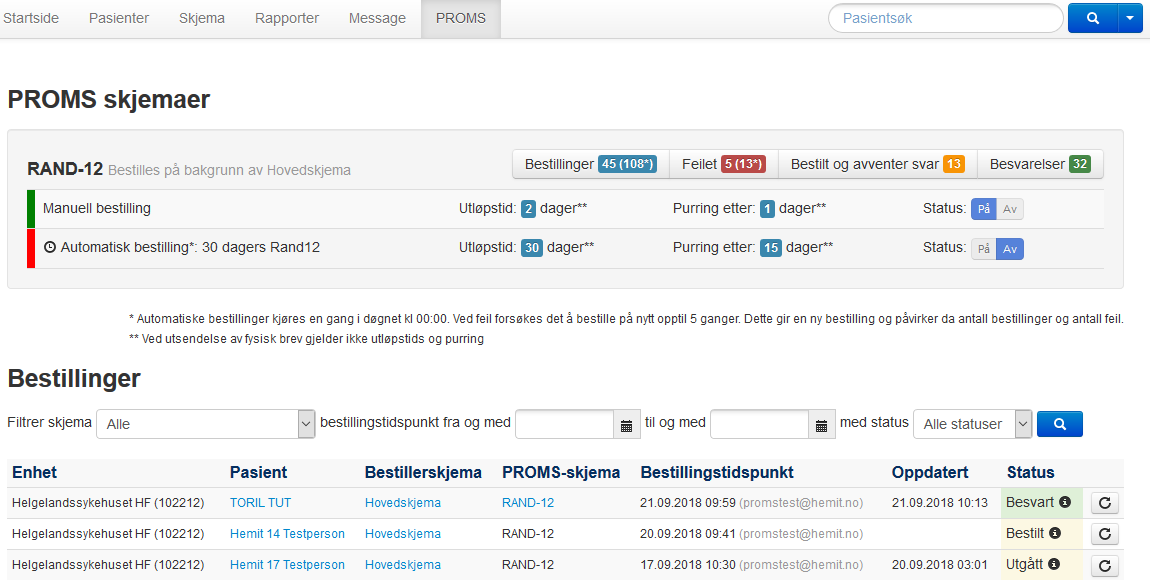 Startside Pasienter Skjema Rapporter Message PROMS Pasientsøk
PROMS skjemaer
RAND-12 Bestilles på bakgrunn av Hovedskjema Bestillinger 45 (108*) Feilet 5 (13*) Bestilt og avventer svar 13 Besvarelser 32
Manuell bestilling Utløpstid: 2 dager** Purring etter: 1 dager** Status: På Av
Automatisk bestilling*: 30 dagers Rand12 Utløpstid: 30 dager** Purring etter: 15 dager** Status: På Av
* Automatiske bestillinger kjøres en gang i døgnet kl 00:00. Ved feil forsøkes det å bestille på nytt opptil 5 ganger. Dette gir en ny bestilling og påvirker da antall bestillinger og antall feil.
** Ved utsendelse av fysisk brev gjelder ikke utløpstids og purring
Bestillinger
Filtrer skjema Alle bestillingstidspunkt fra og med til og med med status Alle statuser
Enhet Pasient Bestillerskjema PROMS-skjema Bestillingstidspunkt Oppdatert Status
Helgelandssykehuset HF (102212) TORIL TUT Hovedskjema RAND-12 21.09.2018 09:59 (promstest@hemit.no) 21.09.2018 10:13 Besvart
Helgelandssykehuset HF (102212) Hemit 14 Testperson Hovedskjema RAND-12 20.09.2018 09:41 (promstest@hemit.no) Bestilt
Helgelandssykehuset HF (102212) Hemit 17 Testperson Hovedskjema RAND-12 17.09.2018 10:30 (promstest@hemit.no) 20.09.2018 03:01 Utgått